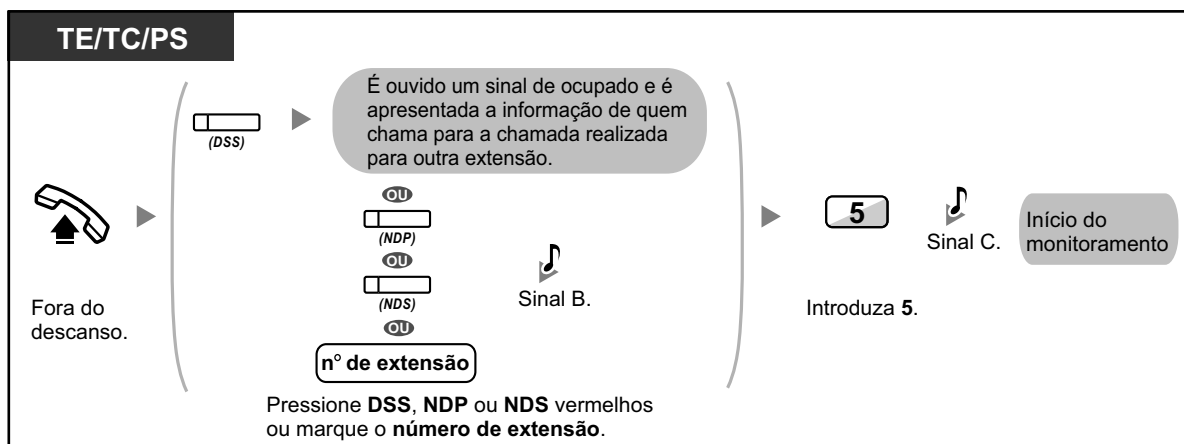 TE/TC/PS
É ouvido um sinal de ocupado e é
apresentada a informação de quem
chama para a chamada realizada
para outra extensão.
(DSS)
OU
(NDP)
OU
(NDS)
OU
n° de extensão
Sinal B.
5
Sinal C.
Início do
monitoramento
Fora do
descanso.
Introduza 5.
Pressione DSS, NDP ou NDS vermelhos
ou marque o número de extensão.